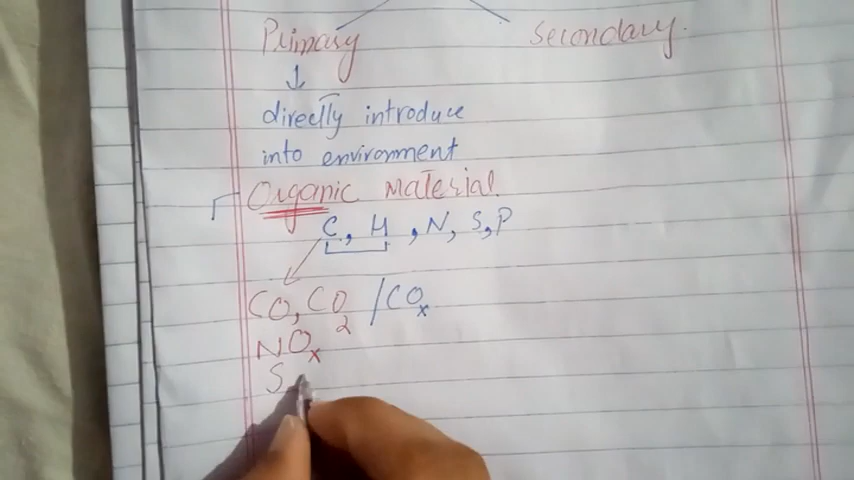 Primary Secondary.
↓
directly introduce
into environment
Organic material
C, H, N, S, P
CO, CO₂ / COₓ
NOₓ
S